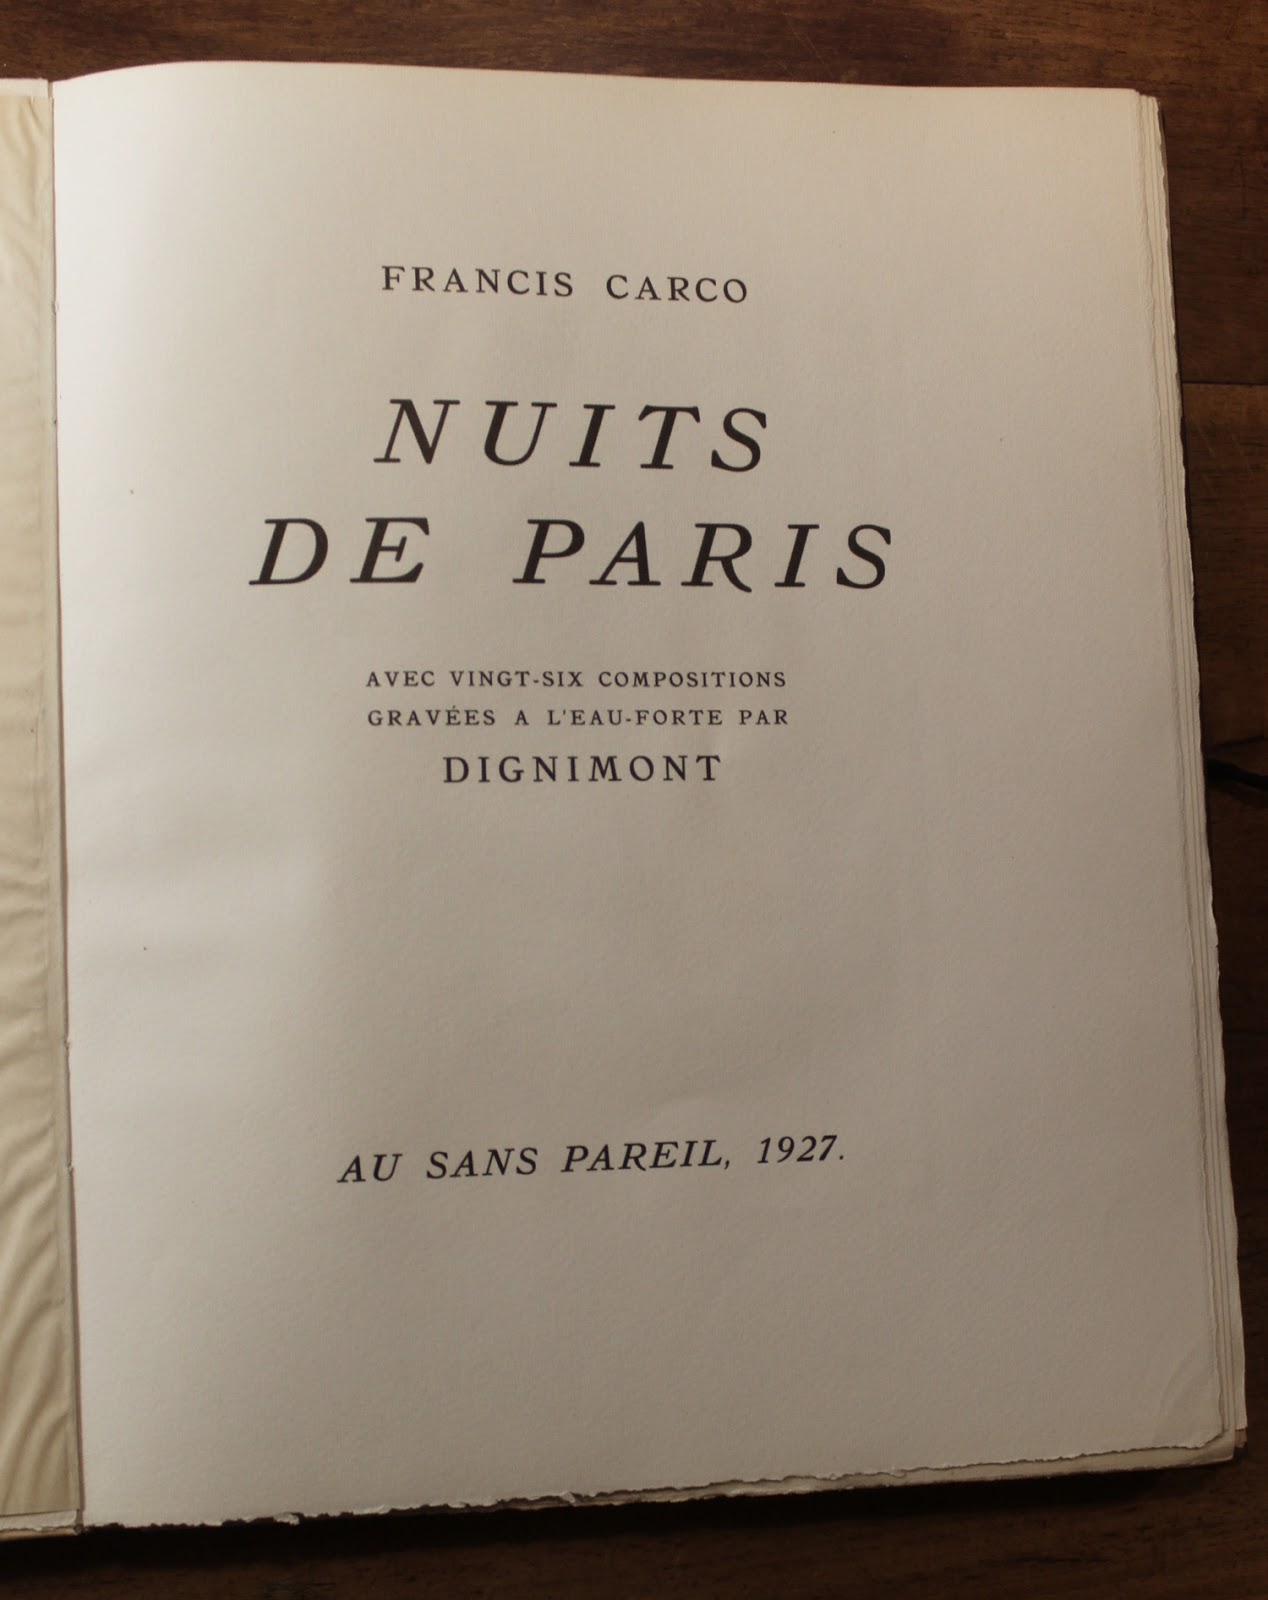 FRANCIS CARCO
NUITS
DE PARIS
AVEC VINGT-SIX COMPOSITIONS
GRAVÉES A L'EAU-FORTE PAR
DIGNIMONT
AU SANS PAREIL, 1927.